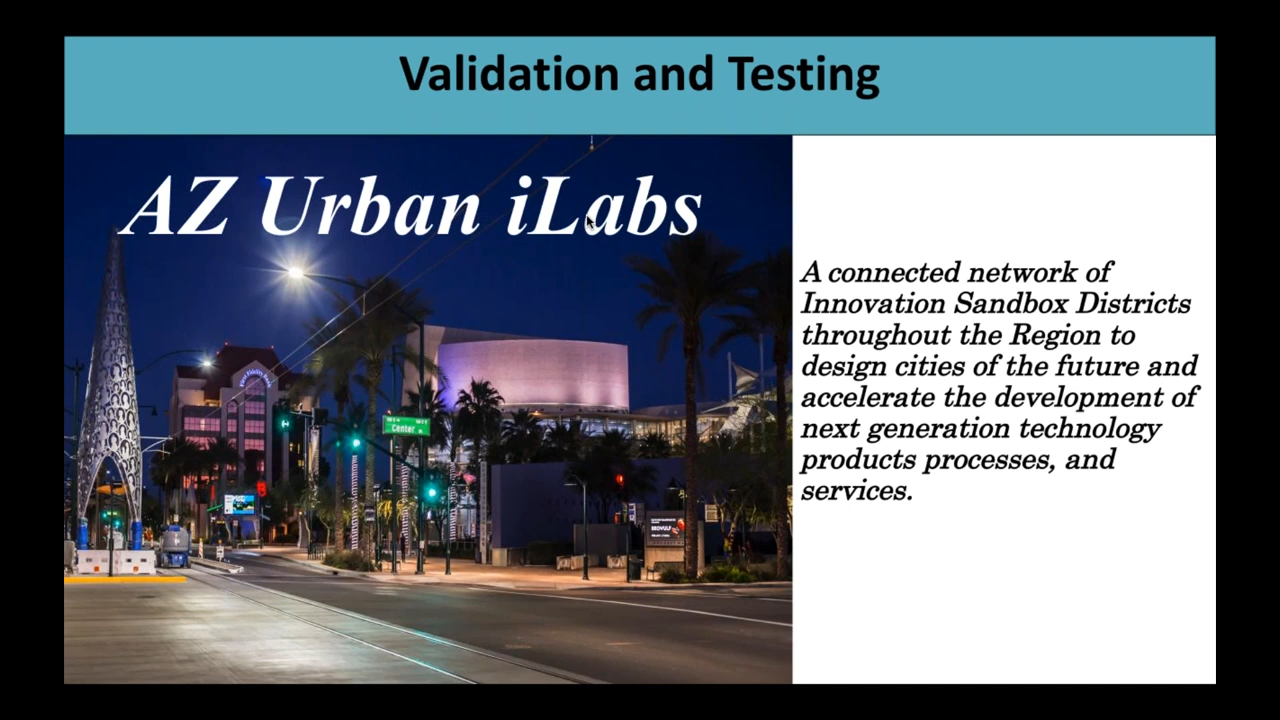 Validation and Testing
AZ Urban iLabs
A connected network of
Innovation Sandbox Districts
throughout the Region to
design cities of the future and
accelerate the development of
next generation technology
products processes, and
services.
Center
BEOWULF